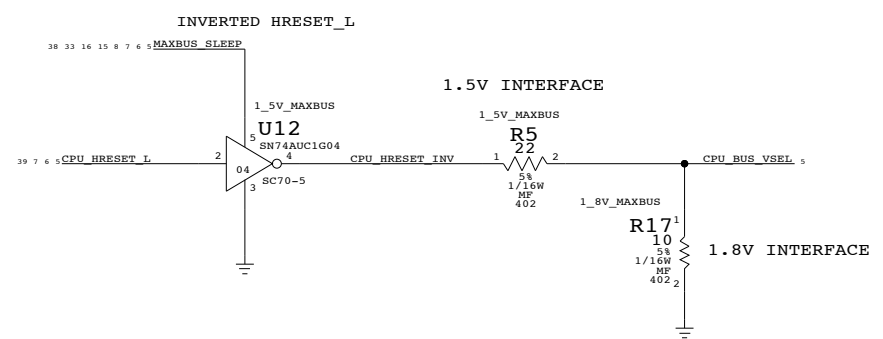 INVERTED HRESET_L
38 33 16 15 8 7 6 5 MAXBUS_SLEEP
1.5V INTERFACE
1_5V_MAXBUS
1_5V_MAXBUS
5
U12
R5
SN74AUC1G04
22
39 7 6 5 CPU_HRESET_L
2
4
CPU_HRESET_INV
1
2
CPU_BUS_VSEL 5
04
SC70-5
3
5%
1/16W
MF
402
1_8V_MAXBUS
R17
1
10
5%
1/16W
MF
402
2
1.8V INTERFACE